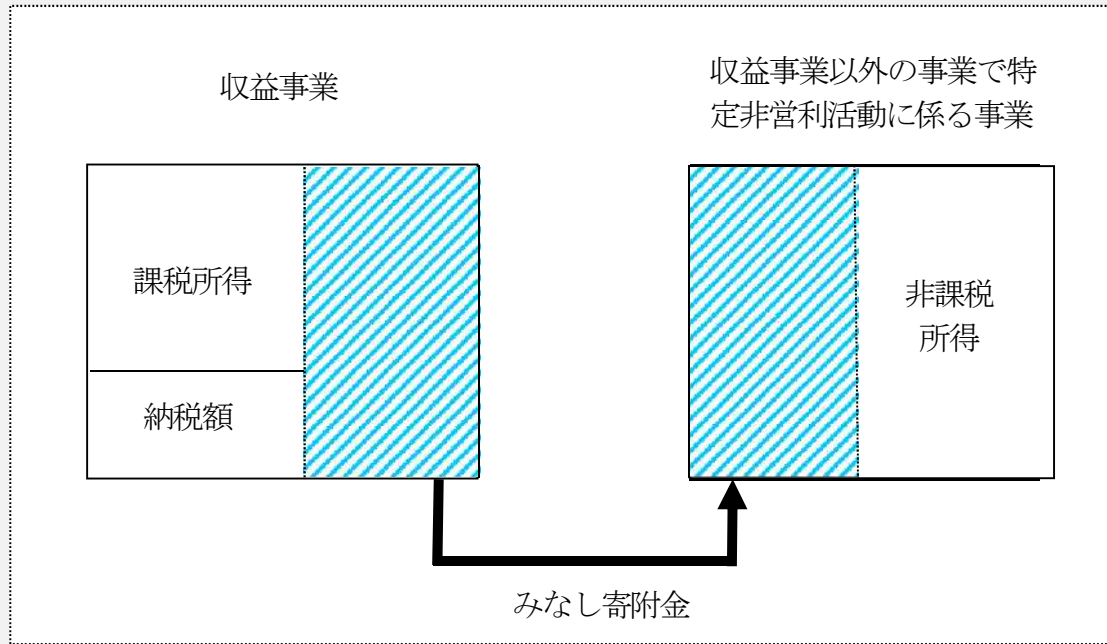 収益事業
収益事業以外の事業で特
定非営利活動に係る事業
課税所得
納税額
非課税
所得
みなし寄附金